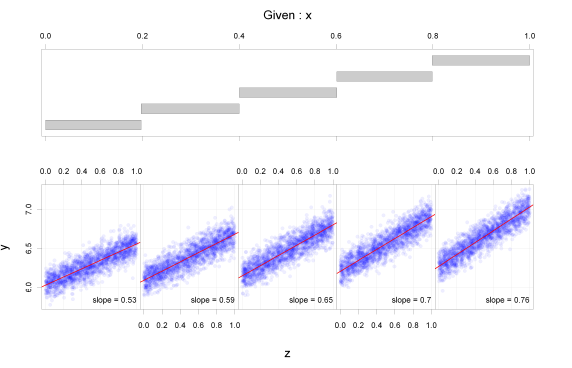 Given : x
0.0 0.2 0.4 0.6 0.8 1.0
0.0 0.2 0.4 0.6 0.8 1.0 0.0 0.2 0.4 0.6 0.8 1.0 0.0 0.2 0.4 0.6 0.8 1.0
7.0
6.5
6.0
y
slope = 0.53 slope = 0.59 slope = 0.65 slope = 0.7 slope = 0.76
0.0 0.2 0.4 0.6 0.8 1.0 0.0 0.2 0.4 0.6 0.8 1.0
z